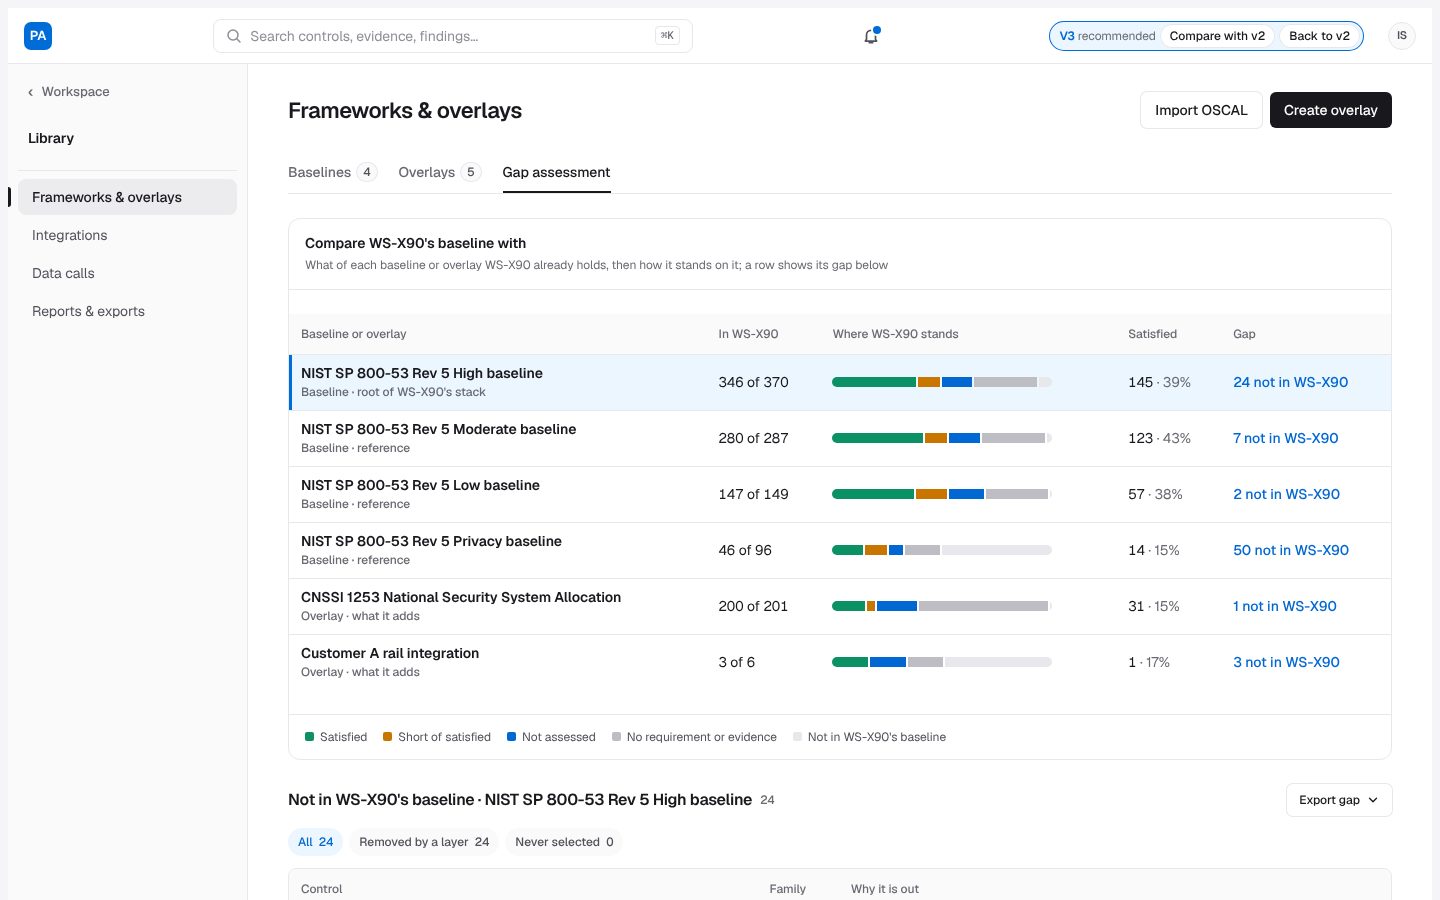 PA
Search controls, evidence, findings...
⌘K
V3 recommended
Compare with v2
Back to v2
IS
Workspace
Library
Frameworks & overlays
Integrations
Data calls
Reports & exports
Frameworks & overlays
Import OSCAL
Create overlay
Baselines 4
Overlays 5
Gap assessment
Compare WS-X90's baseline with
What of each baseline or overlay WS-X90 already holds, then how it stands on it; a row shows its gap below
Baseline or overlay In WS-X90 Where WS-X90 stands Satisfied Gap
NIST SP 800-53 Rev 5 High baseline
Baseline · root of WS-X90's stack
346 of 370 145 · 39% 24 not in WS-X90
NIST SP 800-53 Rev 5 Moderate baseline
Baseline · reference
280 of 287 123 · 43% 7 not in WS-X90
NIST SP 800-53 Rev 5 Low baseline
Baseline · reference
147 of 149 57 · 38% 2 not in WS-X90
NIST SP 800-53 Rev 5 Privacy baseline
Baseline · reference
46 of 96 14 · 15% 50 not in WS-X90
CNSSI 1253 National Security System Allocation
Overlay · what it adds
200 of 201 31 · 15% 1 not in WS-X90
Customer A rail integration
Overlay · what it adds
3 of 6 1 · 17% 3 not in WS-X90
Satisfied Short of satisfied Not assessed No requirement or evidence Not in WS-X90's baseline
Not in WS-X90's baseline · NIST SP 800-53 Rev 5 High baseline 24
Export gap
All 24 Removed by a layer 24 Never selected 0
Control Family Why it is out